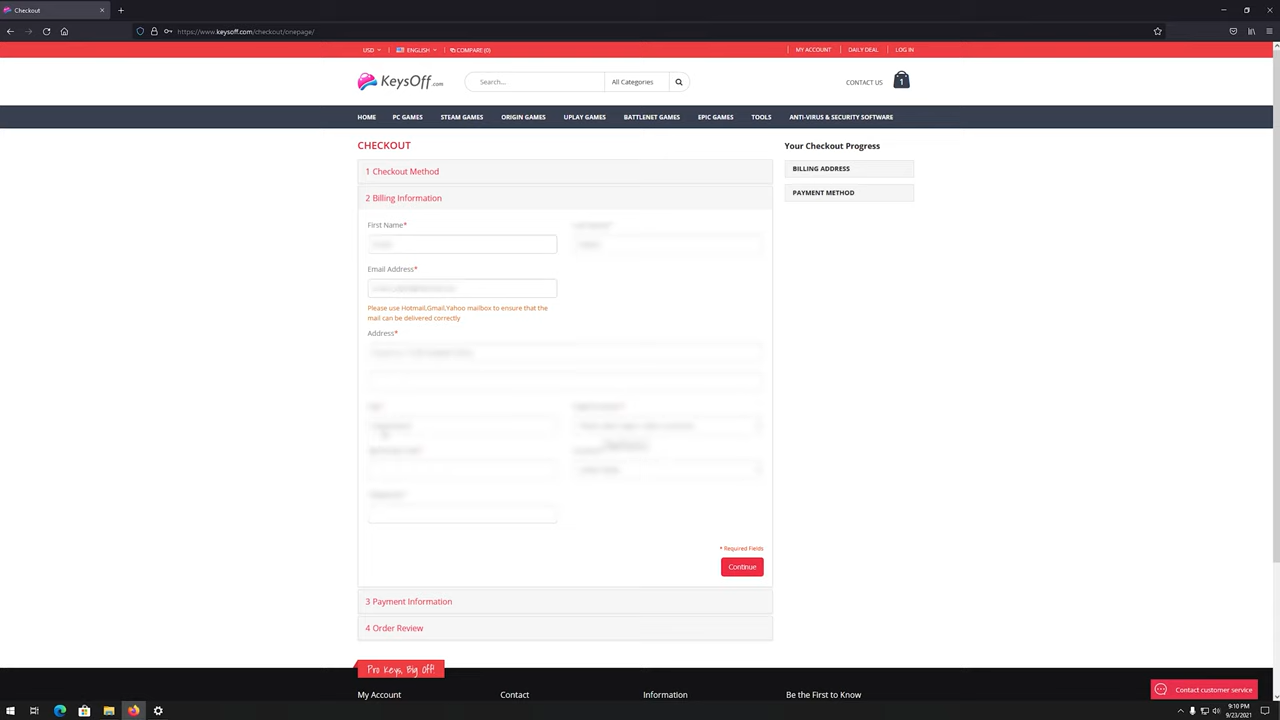 Checkout
https://www.keysoff.com/checkout/onepage/
USD
ENGLISH
COMPARE (0)
MY ACCOUNT
DAILY DEAL
LOG IN
KeysOff.com
Search...
All Categories
CONTACT US
1
HOME
PC GAMES
STEAM GAMES
ORIGIN GAMES
UPLAY GAMES
BATTLENET GAMES
EPIC GAMES
TOOLS
ANTI-VIRUS & SECURITY SOFTWARE
CHECKOUT
1 Checkout Method
2 Billing Information
First Name*
Email Address*
Please use Hotmail,Gmail,Yahoo mailbox to ensure that the
mail can be delivered correctly
Address*
* Required Fields
Continue
3 Payment Information
4 Order Review
Your Checkout Progress
BILLING ADDRESS
PAYMENT METHOD
Pro Keys, Big Off!
My Account
Contact
Information
Be the First to Know
Contact customer service
9:10 PM
9/23/2021